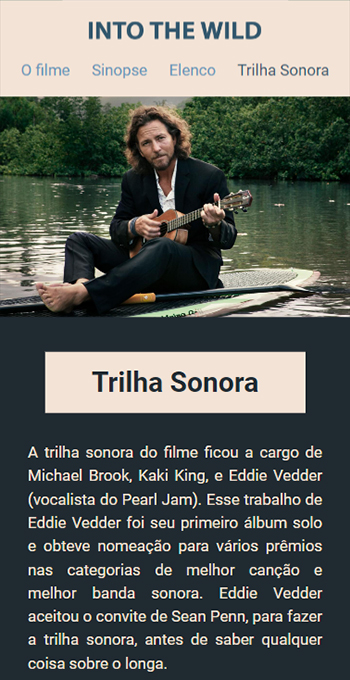 INTO THE WILD
O filme Sinopse Elenco Trilha Sonora
Trilha Sonora
A trilha sonora do filme ficou a cargo de
Michael Brook, Kaki King, e Eddie Vedder
(vocalista do Pearl Jam). Esse trabalho de
Eddie Vedder foi seu primeiro álbum solo
e obteve nomeação para vários prêmios
nas categorias de melhor canção e
melhor banda sonora. Eddie Vedder
aceitou o convite de Sean Penn, para fazer
a trilha sonora, antes de saber qualquer
coisa sobre o longa.